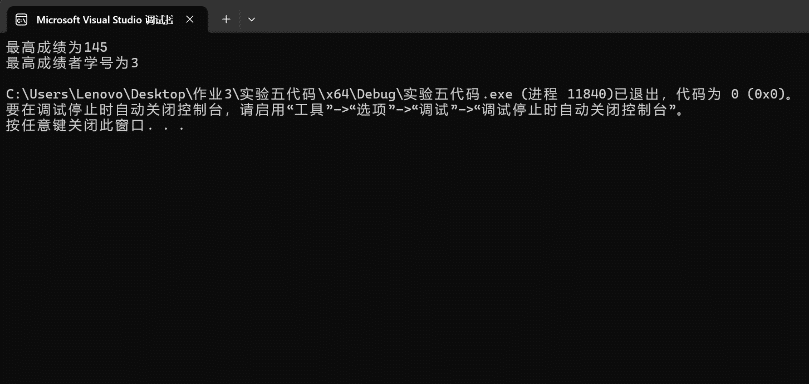 Microsoft Visual Studio 调试控
最高成绩为145
最高成绩者学号为3
C:\Users\Lenovo\Desktop\作业3\实验五代码\x64\Debug\实验五代码.exe (进程 11840)已退出，代码为 0 (0x0)。
要在调试停止时自动关闭控制台，请启用“工具”->“选项”->“调试”->“调试停止时自动关闭控制台”。
按任意键关闭此窗口. . .